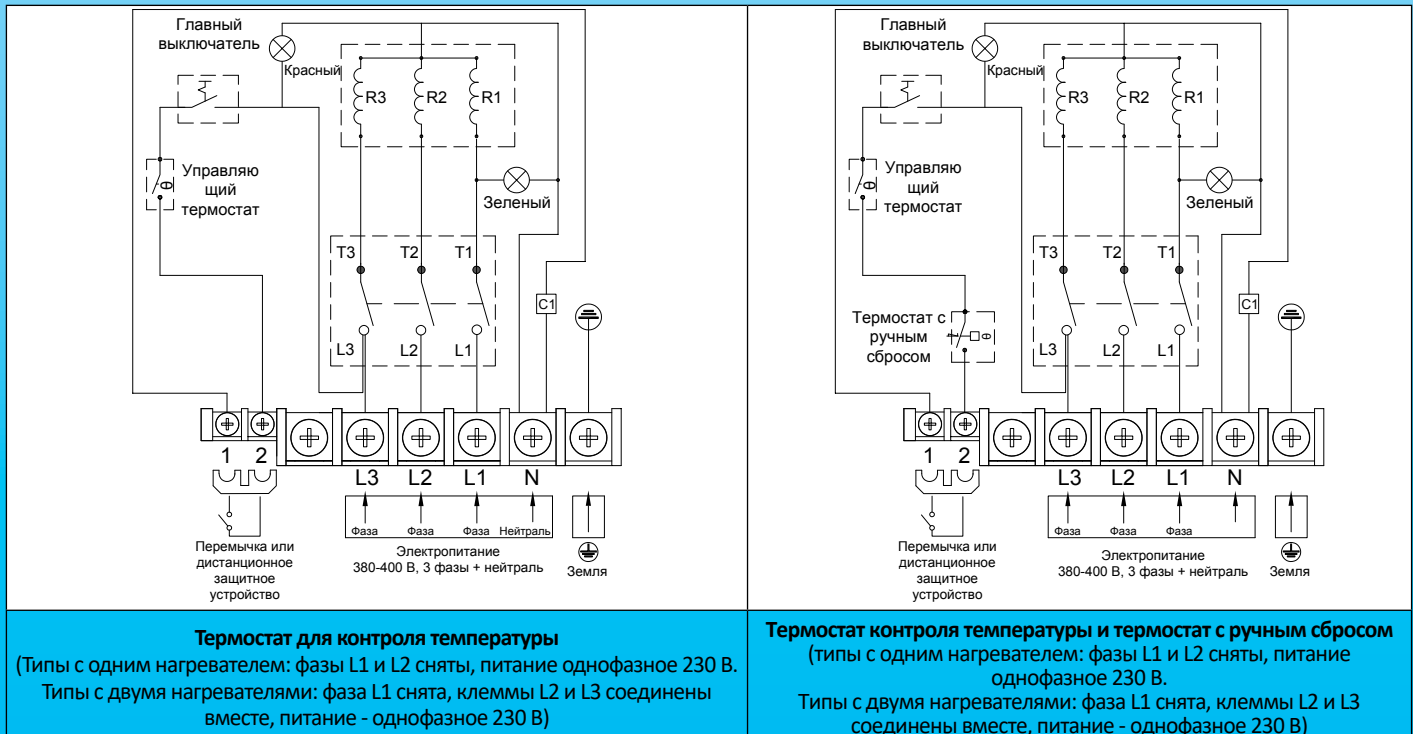 Главный
выключатель
Красный
R3 R2 R1
Управляю
щий
термостат
θ
Зеленый
T3 T2 T1
C1
L3 L2 L1
1 2
L3 L2 L1 N
Фаза Фаза Фаза Нейтраль
Перемычка или
дистанционное
защитное
устройство
Электропитание
380-400 В, 3 фазы + нейтраль
Земля
Термостат для контроля температуры
(Типы с одним нагревателем: фазы L1 и L2 сняты, питание однофазное 230 В.
Типы с двумя нагревателями: фаза L1 снята, клеммы L2 и L3 соединены
вместе, питание - однофазное 230 В)
Главный
выключатель
Красный
R3 R2 R1
Управляю
щий
термостат
θ
Зеленый
T3 T2 T1
C1
Термостат с
ручным
сбросом
θ
L3 L2 L1
1 2
L3 L2 L1 N
Фаза Фаза Фаза
Перемычка или
дистанционное
защитное
устройство
Электропитание
380-400 В, 3 фазы + нейтраль
Земля
Термостат контроля температуры и термостат с ручным сбросом
(типы с одним нагревателем: фазы L1 и L2 сняты, питание
однофазное 230 В.
Типы с двумя нагревателями: фаза L1 снята, клеммы L2 и L3
соединены вместе, питание - однофазное 230 В)